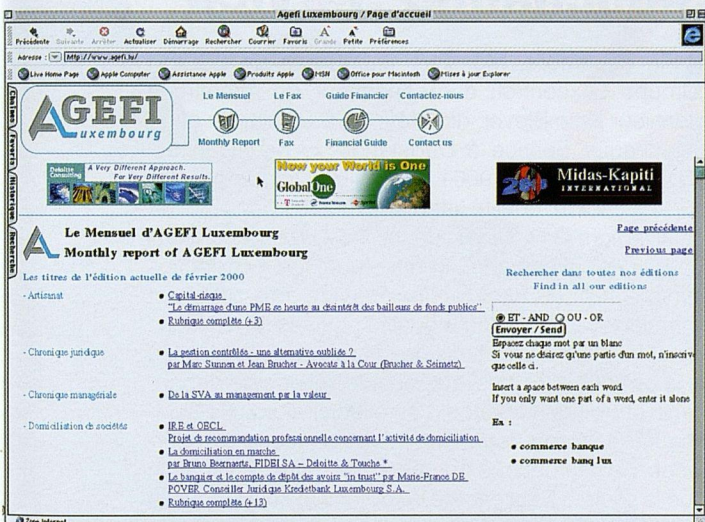 Agefi Luxembourg / Page d'accueil
Précédente Suivante Arrêter Actualiser Démarrage Rechercher Courrier Favoris Grande Petite Préférences
Adresse : http://www.agefi.lu/
Live Home Page Apple Computer Assistance Apple Produits Apple MSN Office pour Macintosh Mises à jour Explorer
Chaînes Favoris Historique Recherche
AGEFI
Luxembourg
Le Mensuel Le Fax Guide Financier Contactez-nous
Monthly Report Fax Financial Guide Contact us
Deloitte Consulting
A Very Different Approach.
For Very Different Results.
Now your World is One
GlobalOne
France Telecom Sprint
Midas-Kapiti
INTERNATIONAL
Le Mensuel d'AGEFI Luxembourg
Monthly report of AGEFI Luxembourg
Page précédente
Previous page
Les titres de l'édition actuelle de février 2000
- Artisanat
• Capital-risque
"Le démarrage d'une PME se heurte au désintérêt des bailleurs de fonds publics"
• Rubrique complète (+3)
- Chronique juridique
• La gestion contrôlée - une alternative oubliée ?
par Marc Sunnen et Jean Brucher - Avocats à la Cour (Brucher & Seimetz)
- Chronique managériale
• De la SVA au management par la valeur
- Domiciliation de sociétés
• IRE et OECL
Projet de recommandation professionnelle concernant l'activité de domiciliation
• La domiciliation en marche
par Bruno Beernaerts, FIDEI SA - Deloitte & Touche *
• Le banquier et le compte de dépôt des avoirs "in trust" par Marie-France DE
POVER Conseiller Juridique Kredietbank Luxembourg S.A.
• Rubrique complète (+13)
Rechercher dans toutes nos éditions
Find in all our editions
ET - AND OU - OR
Envoyer / Send
Espacez chaque mot par un blanc
Si vous ne désirez qu'une partie d'un mot, n'inscrive
que celle ci.
Insert a space between each word
If you only want one part of a word, enter it alone
Ex :
• commerce banque
• commerce banq lux
Zone Internet